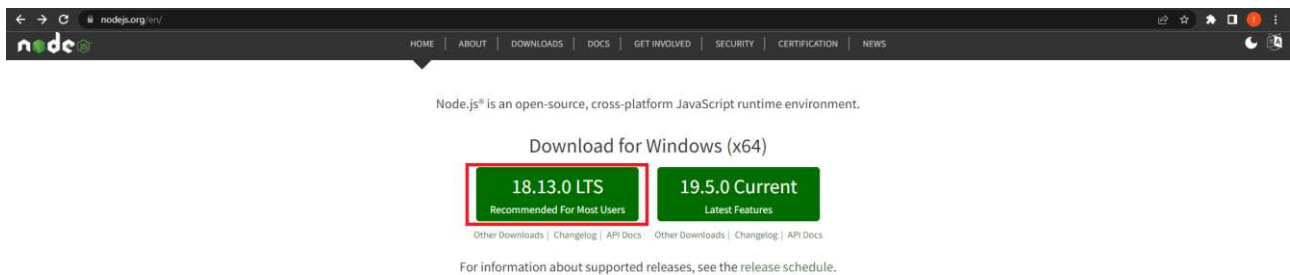 nodejs.org/en/
node JS
HOME | ABOUT | DOWNLOADS | DOCS | GET INVOLVED | SECURITY | CERTIFICATION | NEWS
Node.js® is an open-source, cross-platform JavaScript runtime environment.
Download for Windows (x64)
18.13.0 LTS
Recommended For Most Users
19.5.0 Current
Latest Features
Other Downloads | Changelog | API Docs
Other Downloads | Changelog | API Docs
For information about supported releases, see the release schedule.